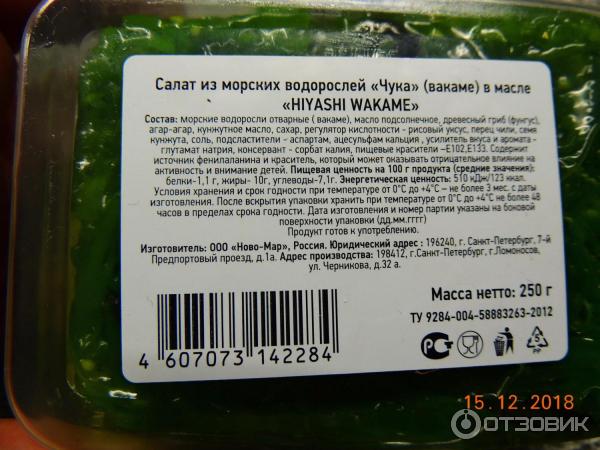 Салат из морских водорослей «Чука» (вакаме) в масле
«HIYASHI WAKAME»
Состав: Морские водоросли отварные ( вакаме), масло подсолнечное, древесный гриб (фунгус),
агар-агар, кунжутное масло, сахар, регулятор кислотности - рисовый уксус, перец чили, семя
кунжута, соль, подсластители - аспартам, ацесульфам кальция , усилитель вкуса и аромата -
глутамат натрия, консервант - сорбат калия, пищевые красители –Е102,Е133. Содержит
источник фенилаланина и краситель, который может оказывать отрицательное влияние на
активность и внимание детей. Пищевая ценность на 100 г продукта (средние значения):
белки-1,1 г, жиры- 10г, углеводы-7,1г. Энергетическая ценность: 510 кДж/123 ккал.
Условия хранения и срок годности при температуре от 0°С до +4°С – не более 3 мес. с даты
изготовления. После вскрытия упаковки хранить при температуре от 0°С до +4°С не более 48
часов в пределах срока годности. Дата изготовления и номер партии указаны на боковой
поверхности упаковки (дд.мм.гггг)
Продукт готов к употреблению.
Изготовитель: ООО «Ново-Мар», Россия. Юридический адрес : 196240, г. Санкт-Петербург, 7-й
Предпортовый проезд, д.1а. Адрес производства: 198412, г.Санкт-Петербург, г.Ломоносов,
ул. Черникова, д.32 а.
Масса нетто: 250 г
ТУ 9284-004-58883263-2012
4 607073 142284
РСТ
5
PP
15.12.2018
ОТЗОВИК